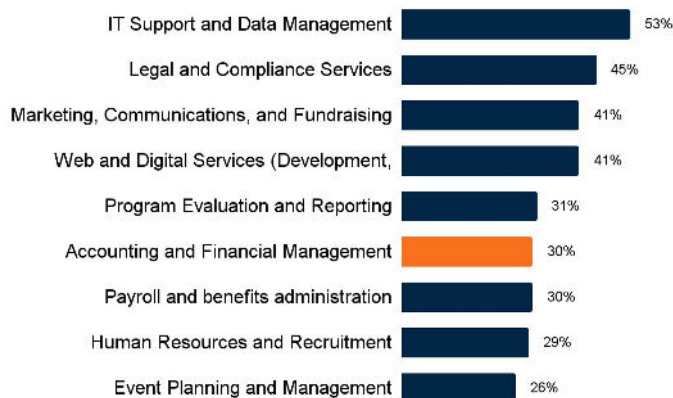 IT Support and Data Management 53%
Legal and Compliance Services 45%
Marketing, Communications, and Fundraising 41%
Web and Digital Services (Development, 41%
Program Evaluation and Reporting 31%
Accounting and Financial Management 30%
Payroll and benefits administration 30%
Human Resources and Recruitment 29%
Event Planning and Management 26%